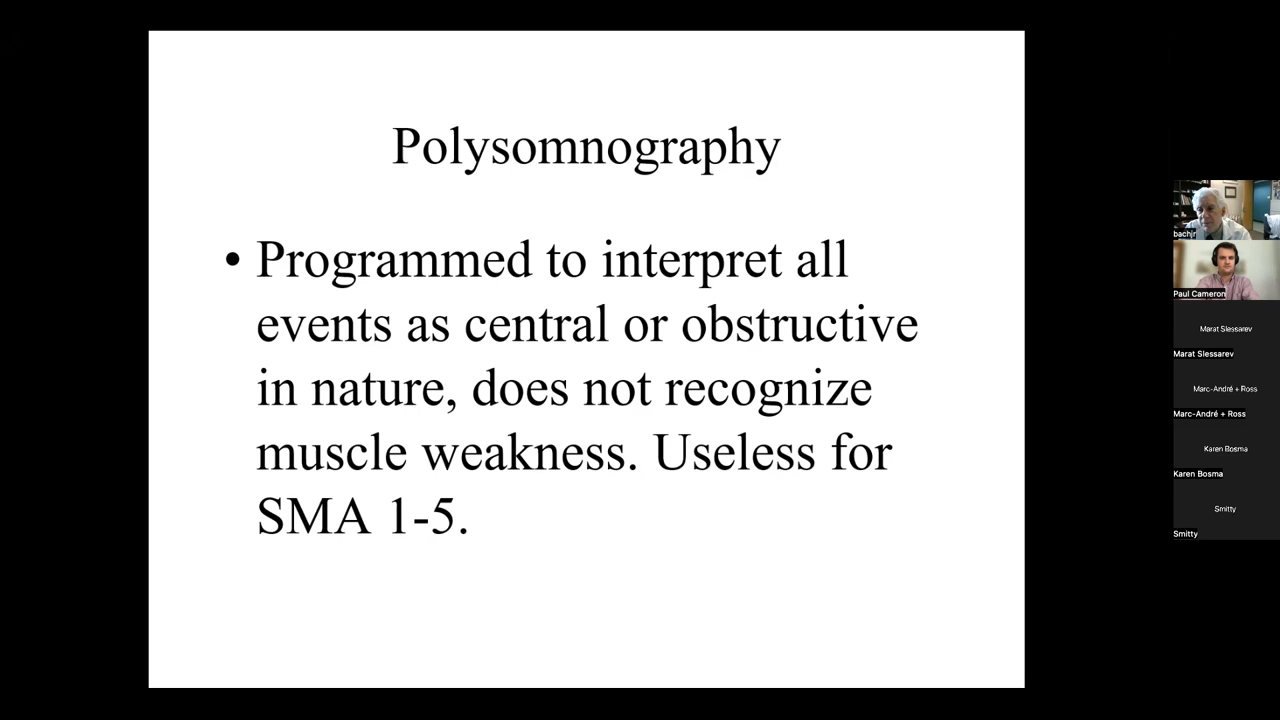 Polysomnography
• Programmed to interpret all
events as central or obstructive
in nature, does not recognize
muscle weakness. Useless for
SMA 1-5.
bachjr
Paul Cameron
Marat Slessarev
Marat Slessarev
Marc-André + Ross
Marc-André + Ross
Karen Bosma
Karen Bosma
Smitty
Smitty